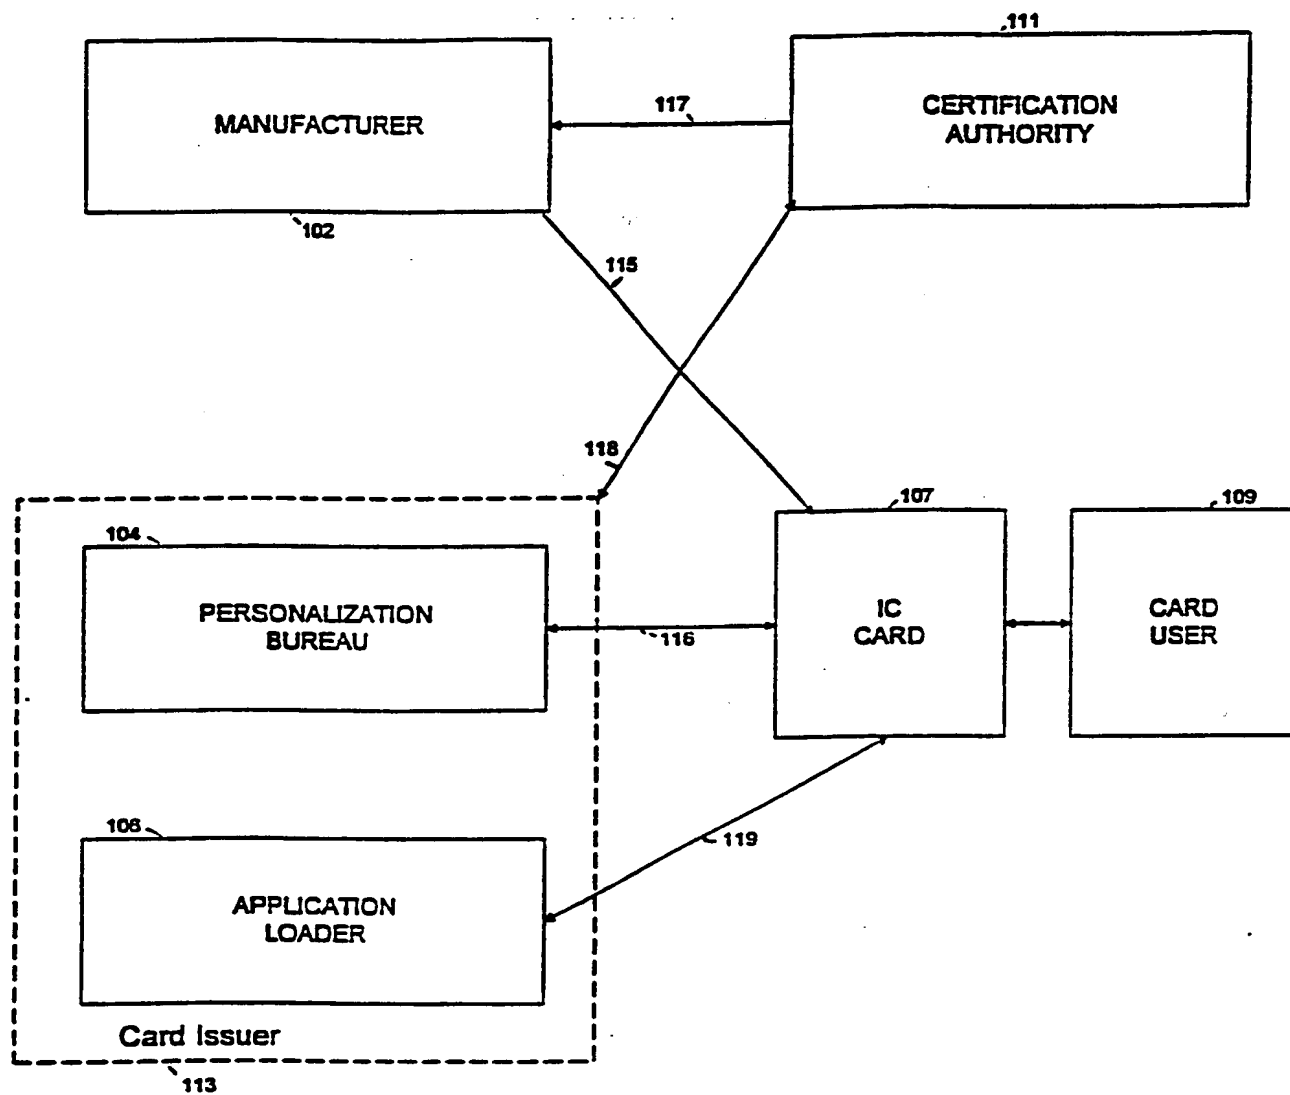 111
MANUFACTURER
117
CERTIFICATION
AUTHORITY
102
115
118
107
109
104
PERSONALIZATION
BUREAU
116
IC
CARD
CARD
USER
106
APPLICATION
LOADER
119
Card Issuer
113